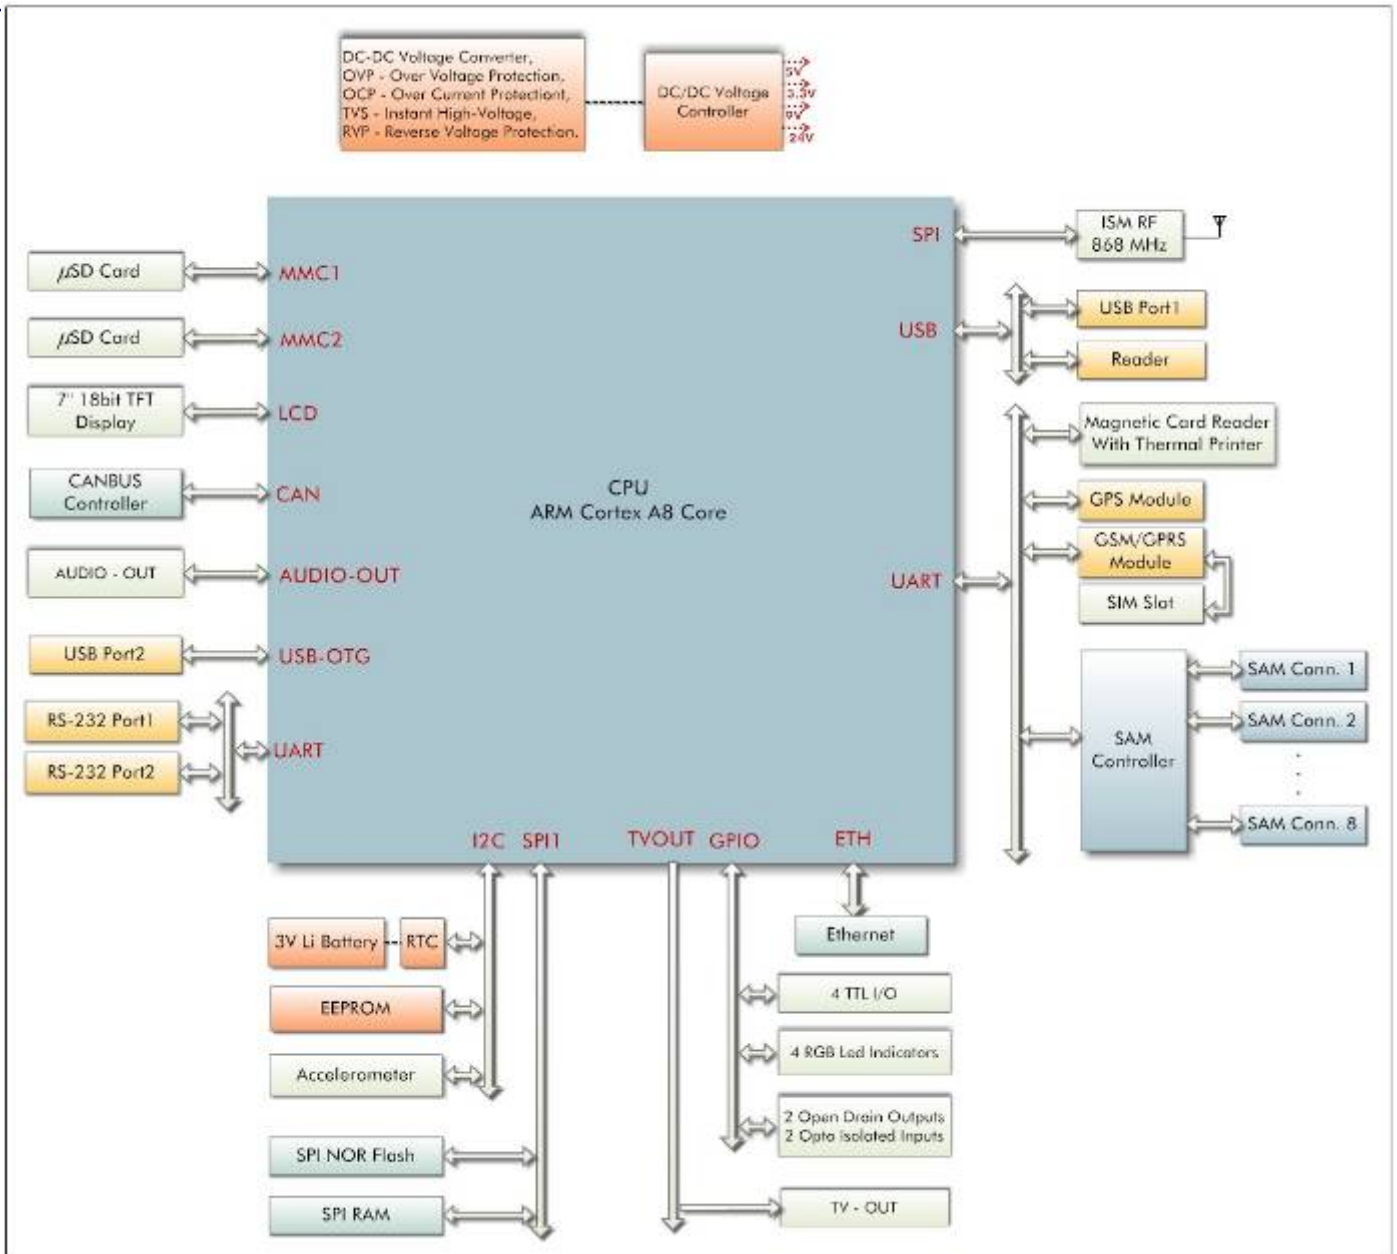 DC-DC Voltage Converter,
OVP - Over Voltage Protection,
OCP - Over Current Protectiont,
TVS - Instant High-Voltage,
RVP - Reverse Voltage Protection.
DC/DC Voltage
Controller
5V
3.3V
24V
SPI
ISM RF
868 MHz
µSD Card
MMC1
USB
USB Port1
Reader
µSD Card
MMC2
7" 18bit TFT
Display
LCD
Magnetic Card Reader
With Thermal Printer
CANBUS
Controller
CAN
CPU
ARM Cortex A8 Core
GPS Module
GSM/GPRS
Module
SIM Slot
AUDIO - OUT
AUDIO-OUT
UART
USB Port2
USB-OTG
RS-232 Port1
RS-232 Port2
UART
SAM
Controller
SAM Conn. 1
SAM Conn. 2
SAM Conn. 8
I2C
SPI1
TVOUT
GPIO
ETH
3V Li Battery
RTC
Ethernet
EEPROM
4 TTL I/O
Accelerometer
4 RGB Led Indicators
2 Open Drain Outputs
2 Opto isolated Inputs
SPI NOR Flash
SPI RAM
TV - OUT